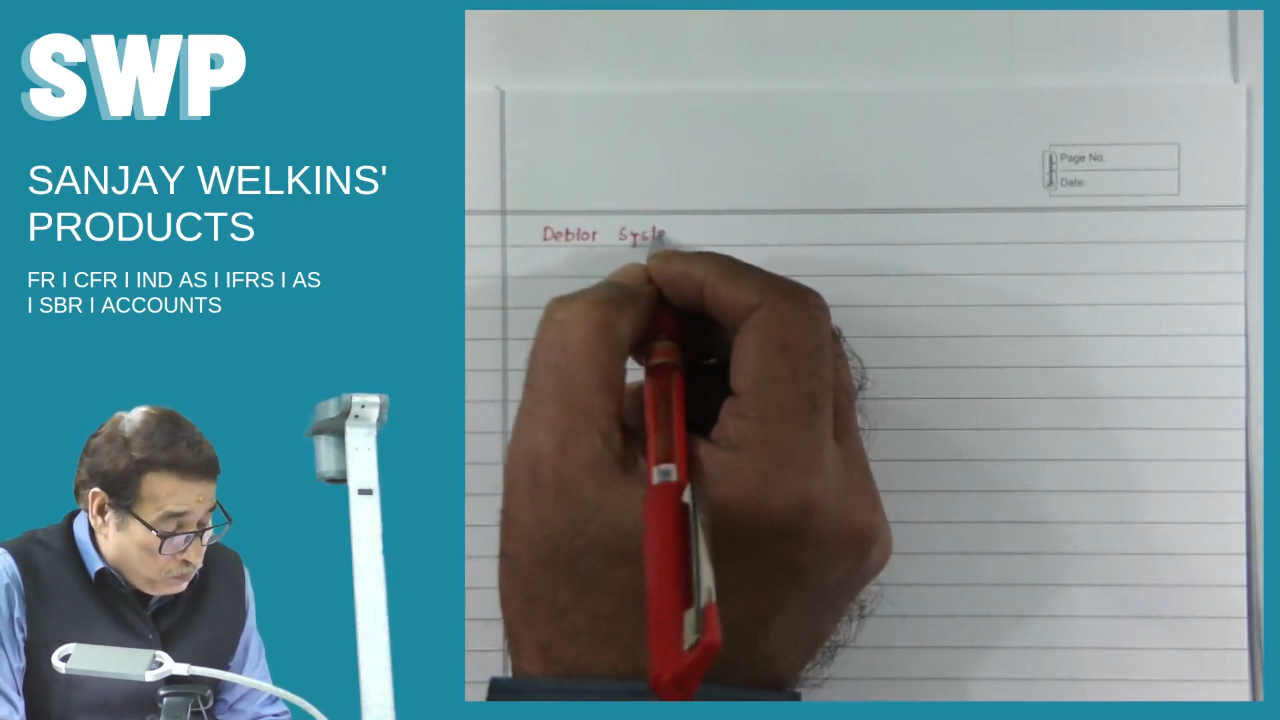 SWP
SANJAY WELKINS'
PRODUCTS
FR I CFR I IND AS I IFRS I AS
I SBR I ACCOUNTS
Page No.
Date:
Debtor Syste